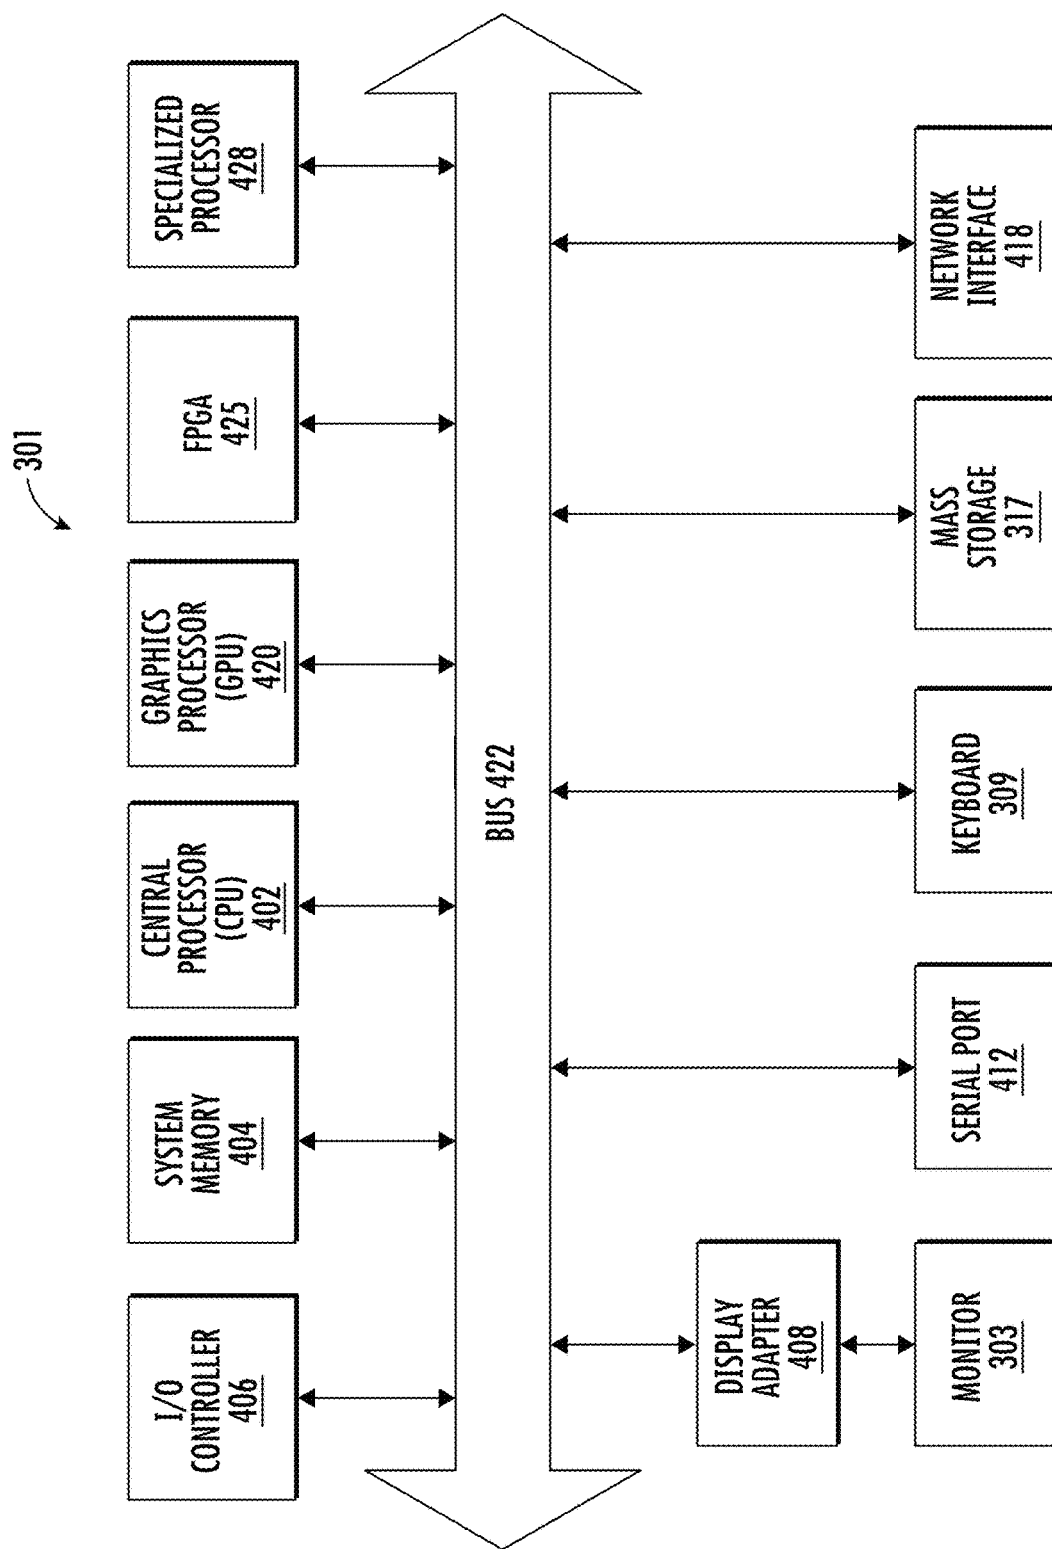 301
I/O
CONTROLLER
406
SYSTEM
MEMORY
404
CENTRAL
PROCESSOR
(CPU)
402
GRAPHICS
PROCESSOR
(GPU)
420
FPGA
425
SPECIALIZED
PROCESSOR
428
BUS 422
DISPLAY
ADAPTER
408
MONITOR
303
SERIAL PORT
412
KEYBOARD
309
MASS
STORAGE
317
NETWORK
INTERFACE
418